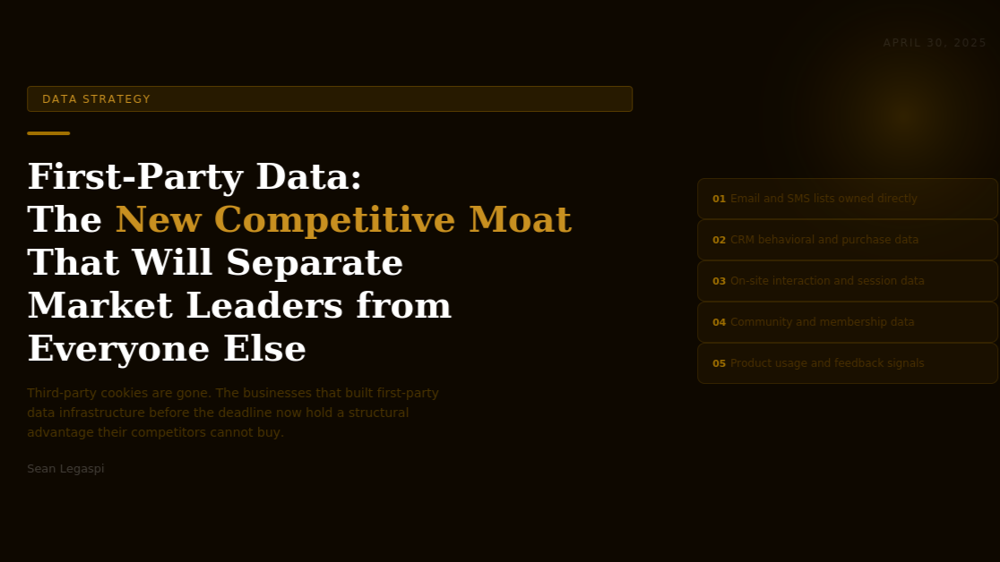 APRIL 30, 2025
DATA STRATEGY
First-Party Data:
The New Competitive Moat
That Will Separate
Market Leaders from
Everyone Else
Third-party cookies are gone. The businesses that built first-party
data infrastructure before the deadline now hold a structural
advantage their competitors cannot buy.
Sean Legaspi
01 Email and SMS lists owned directly
02 CRM behavioral and purchase data
03 On-site interaction and session data
04 Community and membership data
05 Product usage and feedback signals